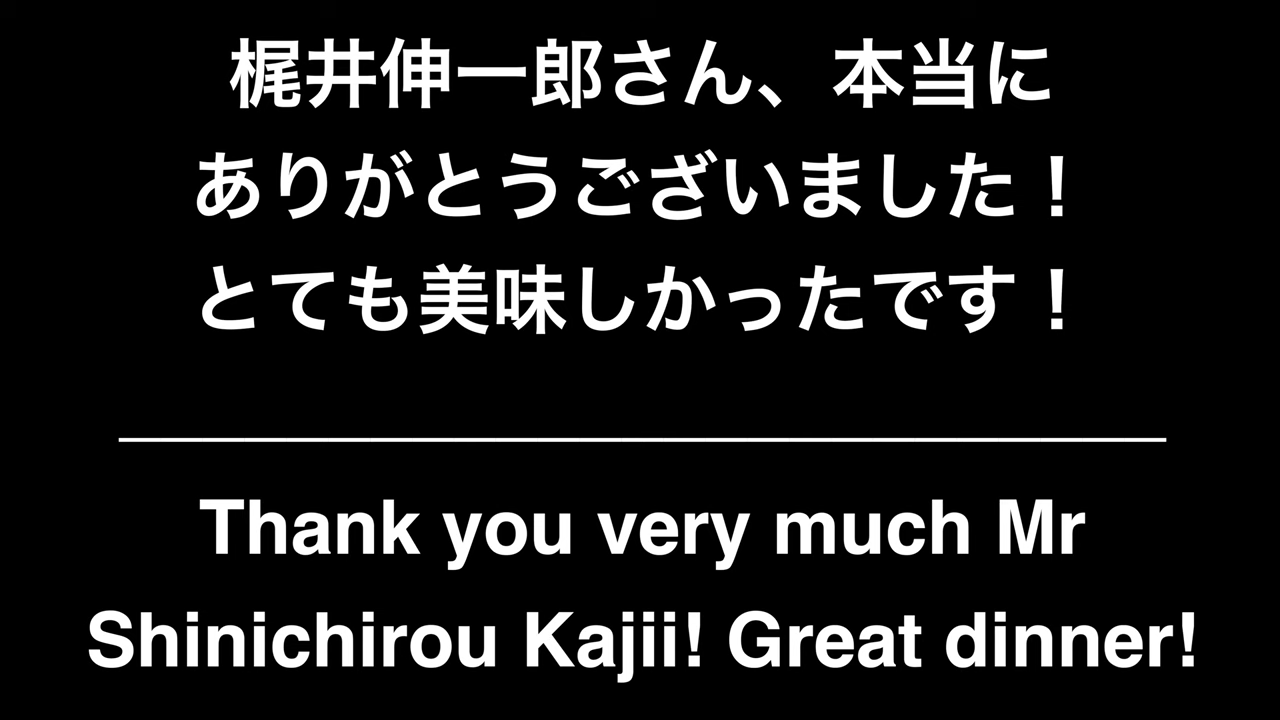 梶井伸一郎さん、本当に
ありがとうございました！
とても美味しかったです！
Thank you very much Mr
Shinichirou Kajii! Great dinner!